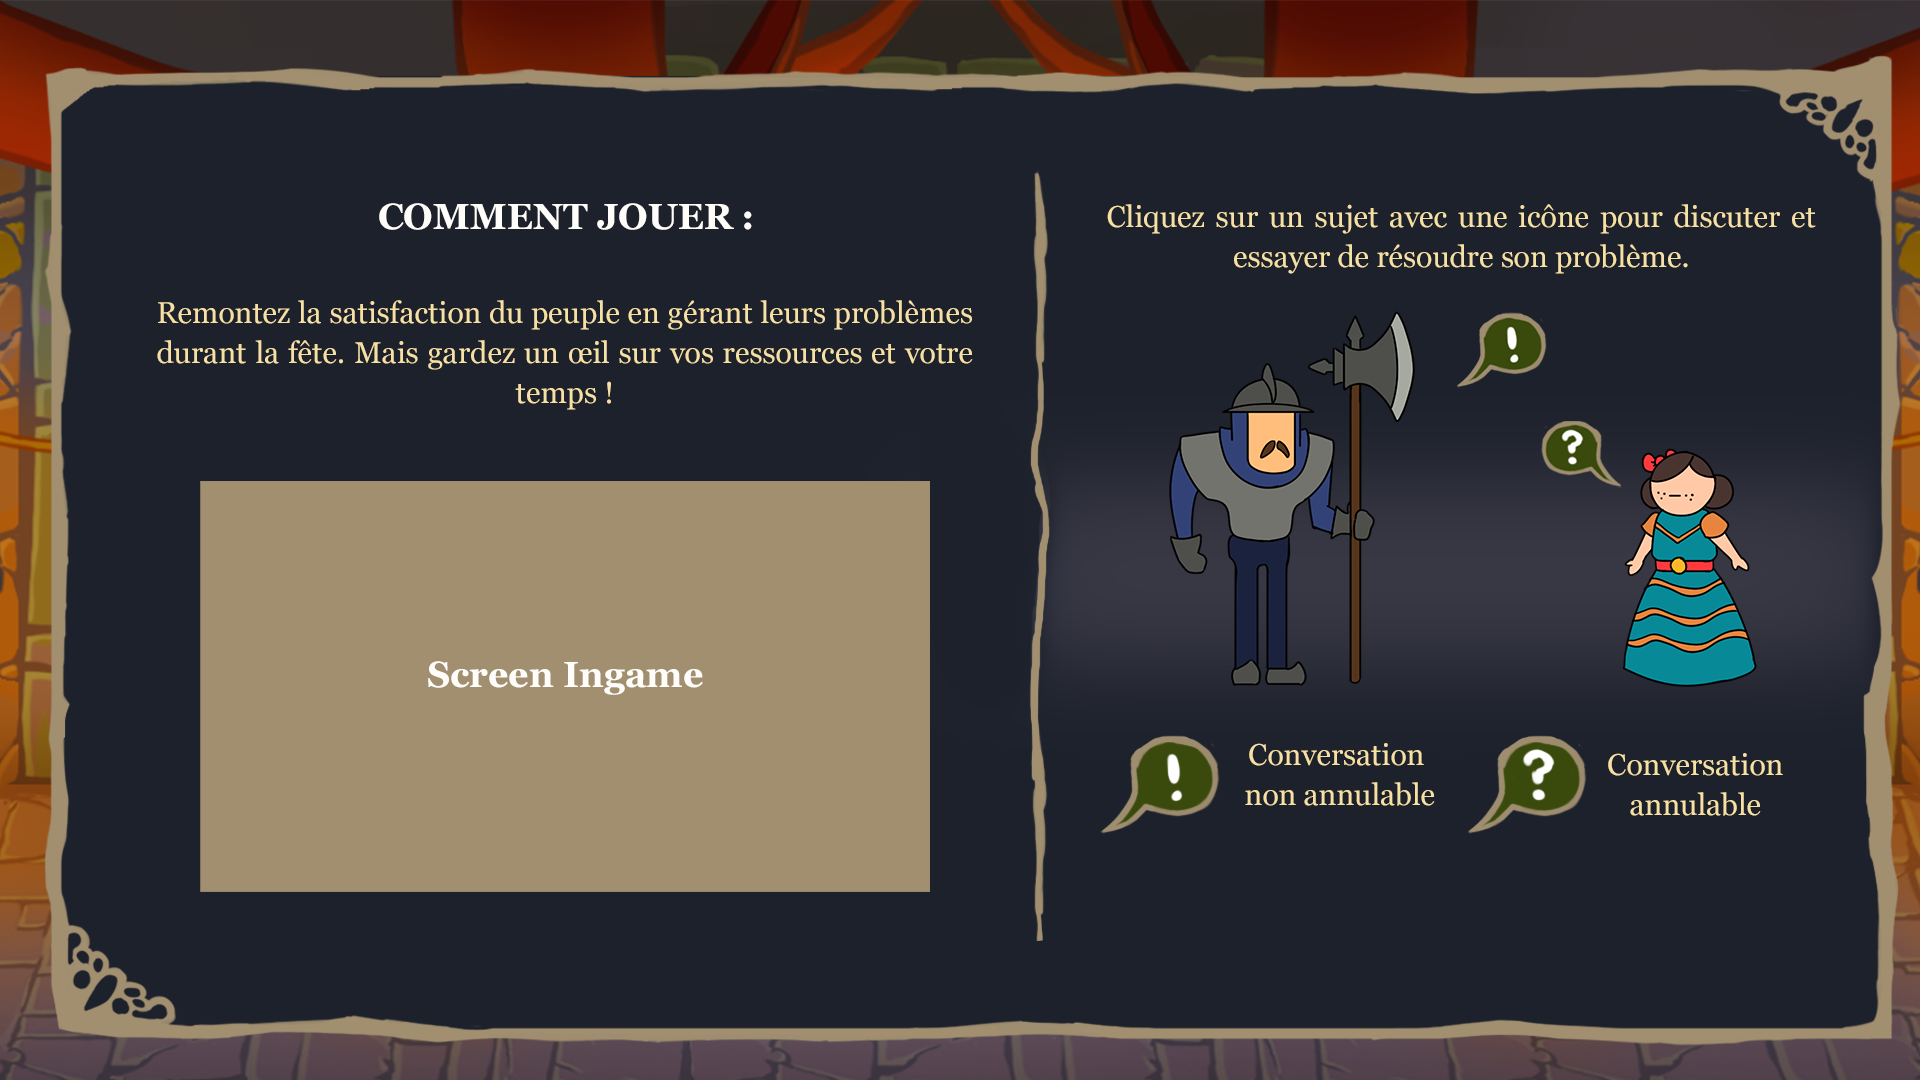 COMMENT JOUER :
Remontez la satisfaction du peuple en gérant leurs problèmes
durant la fête. Mais gardez un œil sur vos ressources et votre
temps !
Screen Ingame
Cliquez sur un sujet avec une icône pour discuter et
essayer de résoudre son problème.
!
?
!
Conversation
non annulable
?
Conversation
annulable